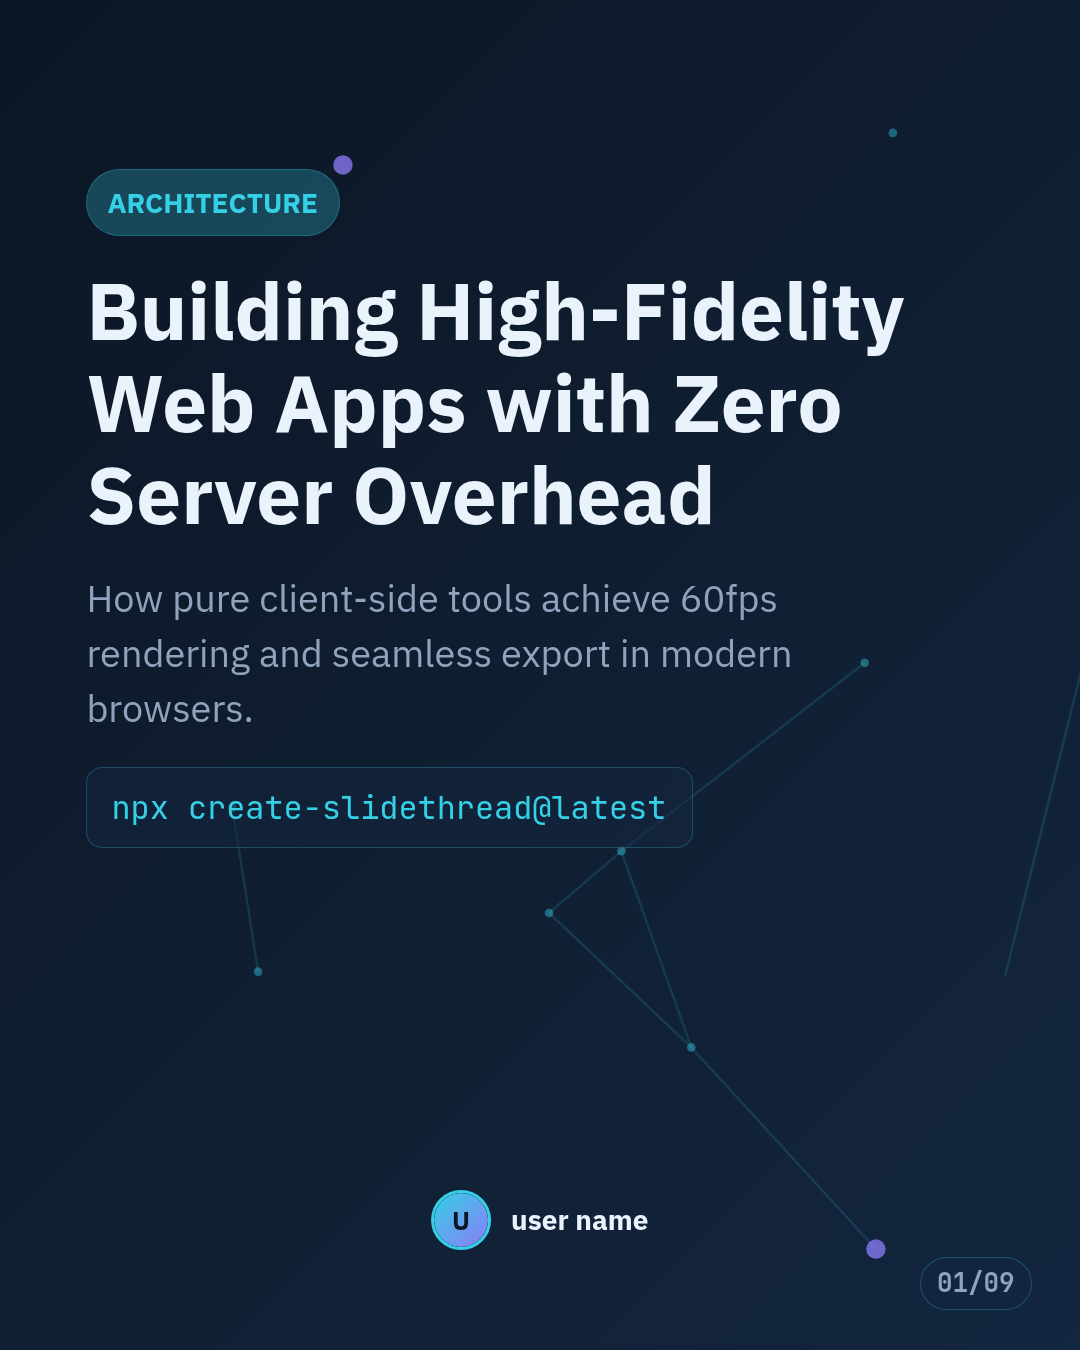 ARCHITECTURE
Building High-Fidelity
Web Apps with Zero
Server Overhead
How pure client-side tools achieve 60fps
rendering and seamless export in modern
browsers.
npx create-slidethread@latest
U
user name
01/09